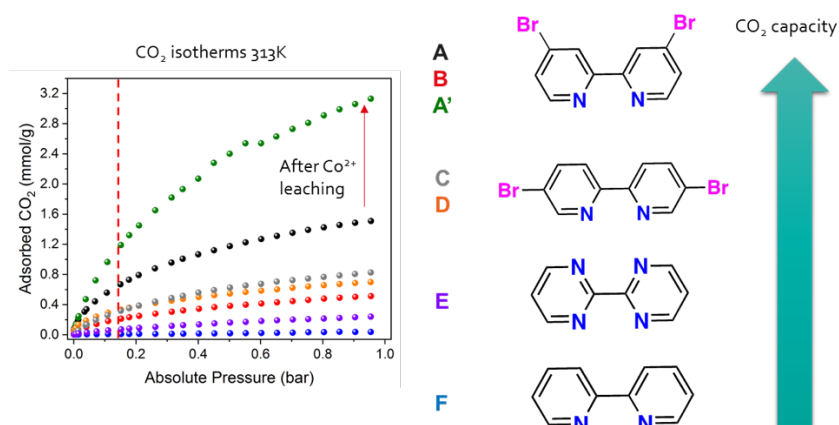 CO₂ isotherms 313K
Adsorbed CO₂ (mmol/g)
3.2
2.8
2.4
2.0
1.6
1.2
0.8
0.4
0.0
0.0 0.2 0.4 0.6 0.8 1.0
Absolute Pressure (bar)
After Co²⁺
leaching
A
B
A'
Br Br
N N
C
D
Br Br
N N
E
N N
N N
F
N N
CO₂ capacity